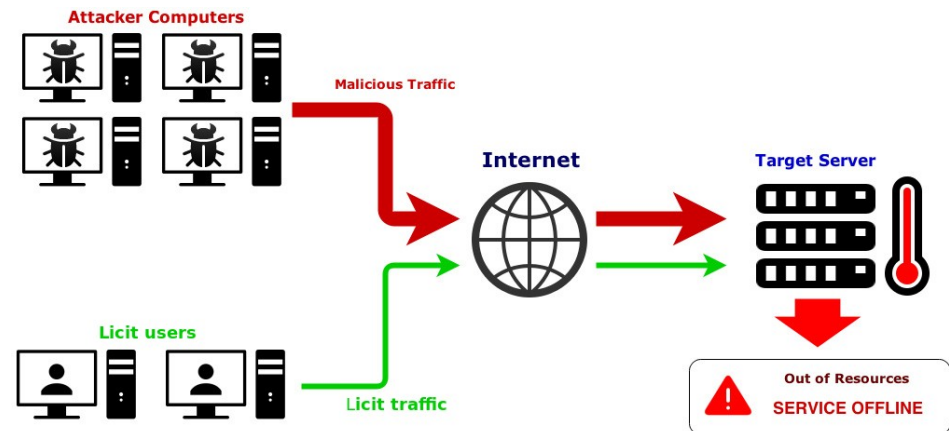 Attacker Computers
Malicious Traffic
Internet
Target Server
Licit users
Licit traffic
Out of Resources
SERVICE OFFLINE